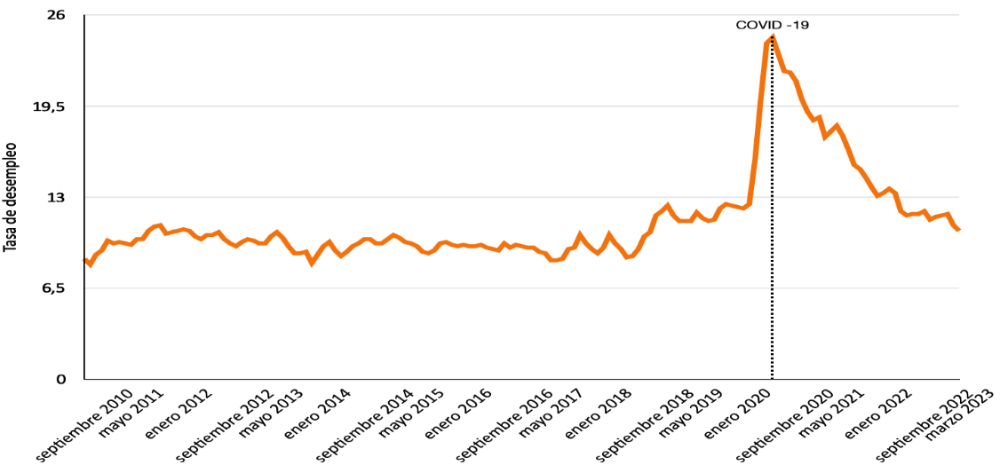 26
COVID -19
19,5
Tasa de desempleo
13
6,5
0
septiembre 2010
mayo 2011
enero 2012
septiembre 2012
mayo 2013
enero 2014
septiembre 2014
mayo 2015
enero 2016
septiembre 2016
mayo 2017
enero 2018
septiembre 2018
mayo 2019
enero 2020
septiembre 2020
mayo 2021
enero 2022
septiembre 2022
marzo 2023